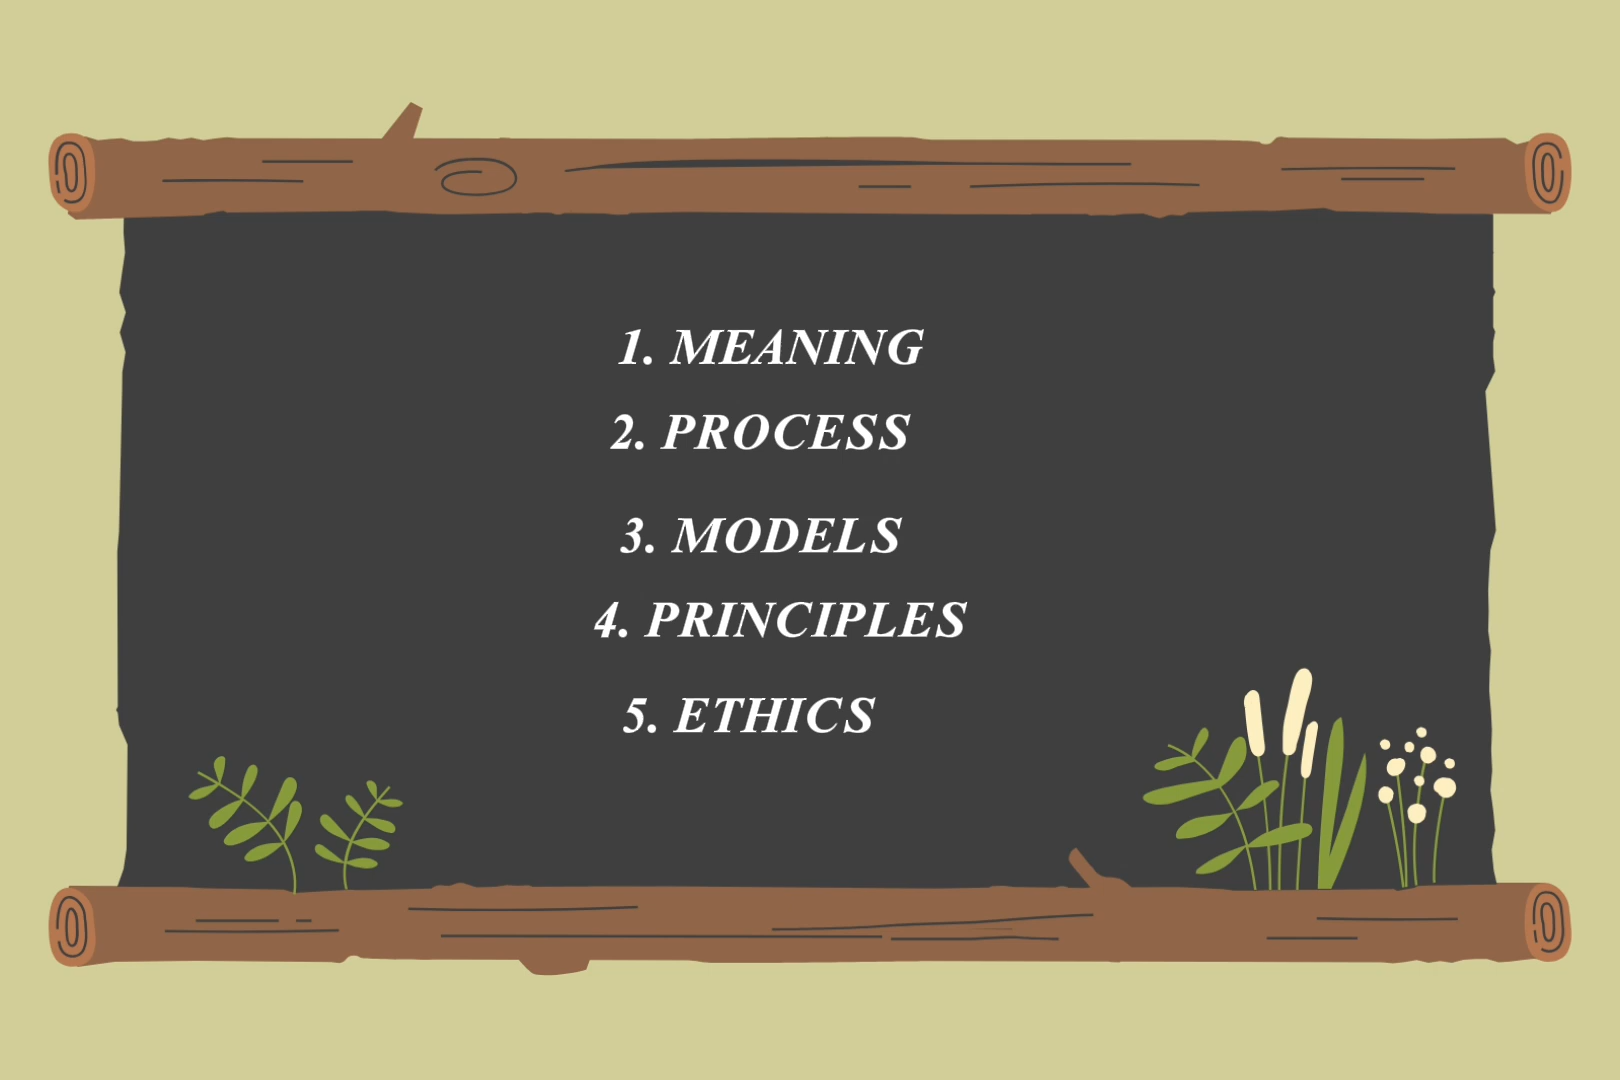 1. MEANING
2. PROCESS
3. MODELS
4. PRINCIPLES
5. ETHICS